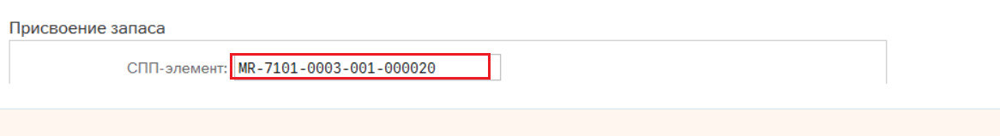 Присвоение запаса
СПП-элемент: MR-7101-0003-001-000020